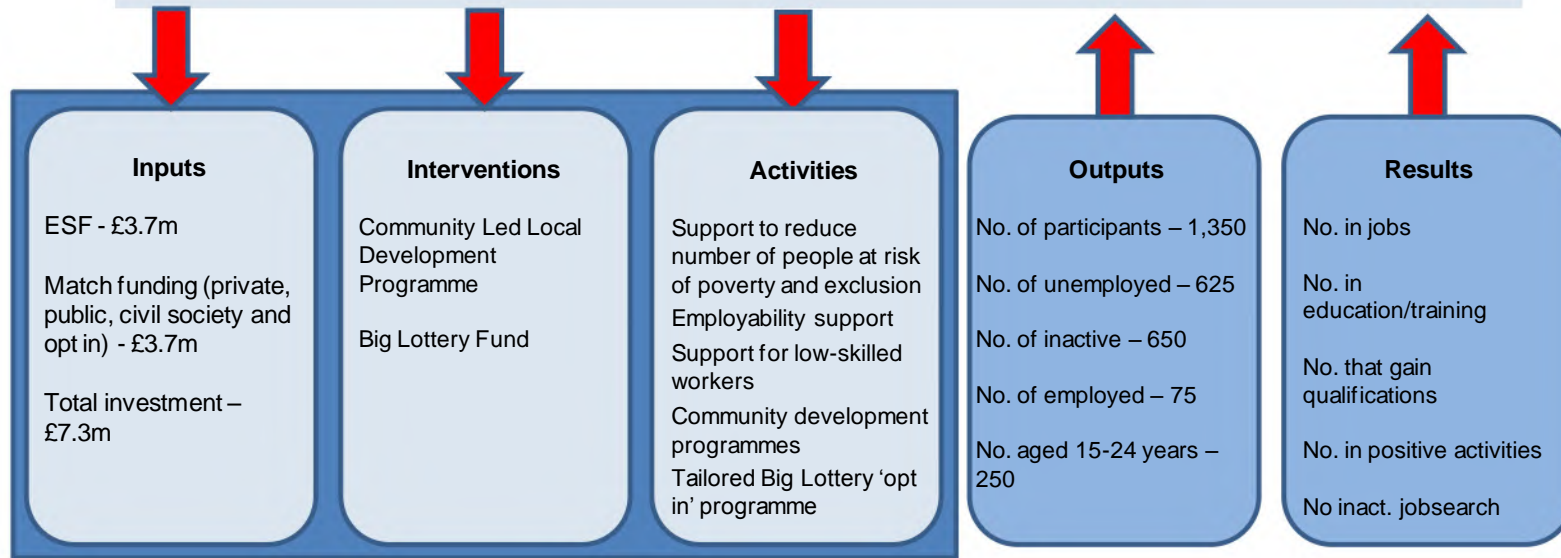 Inputs
ESF - £3.7m
Match funding (private,
public, civil society and
opt in) - £3.7m
Total investment –
£7.3m
Interventions
Community Led Local
Development
Programme
Big Lottery Fund
Activities
Support to reduce
number of people at risk
of poverty and exclusion
Employability support
Support for low-skilled
workers
Community development
programmes
Tailored Big Lottery ‘opt
in’ programme
Outputs
No. of participants – 1,350
No. of unemployed – 625
No. of inactive – 650
No. of employed – 75
No. aged 15-24 years –
250
Results
No. in jobs
No. in
education/training
No. that gain
qualifications
No. in positive activities
No inact. jobsearch